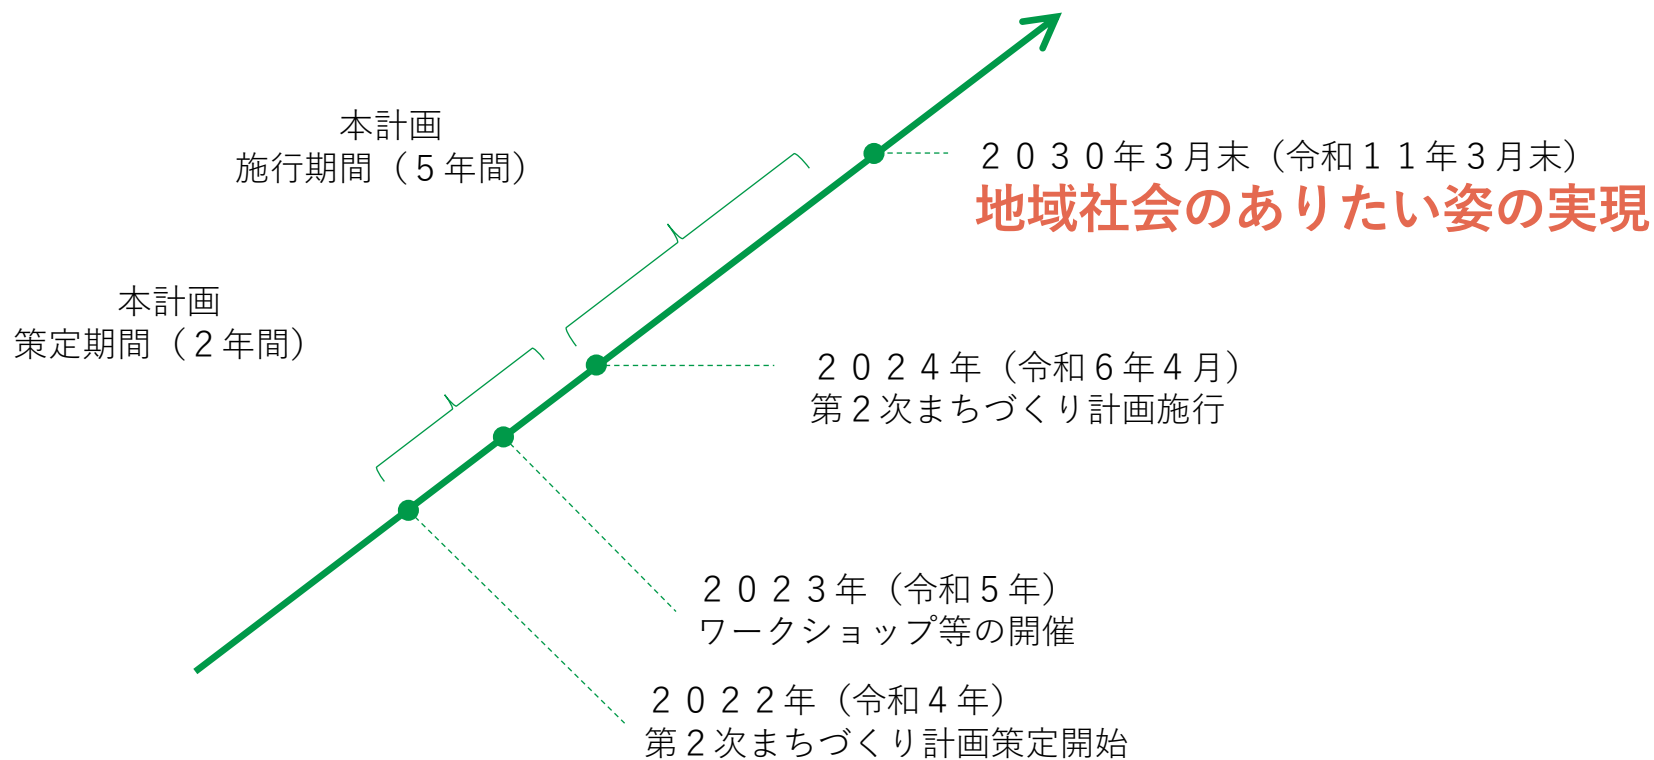 本計画
施行期間（５年間）
２０３０年３月末（令和１１年３月末）
地域社会のありたい姿の実現
本計画
策定期間（２年間）
２０２４年（令和６年４月）
第２次まちづくり計画施行
２０２３年（令和５年）
ワークショップ等の開催
２０２２年（令和４年）
第２次まちづくり計画策定開始